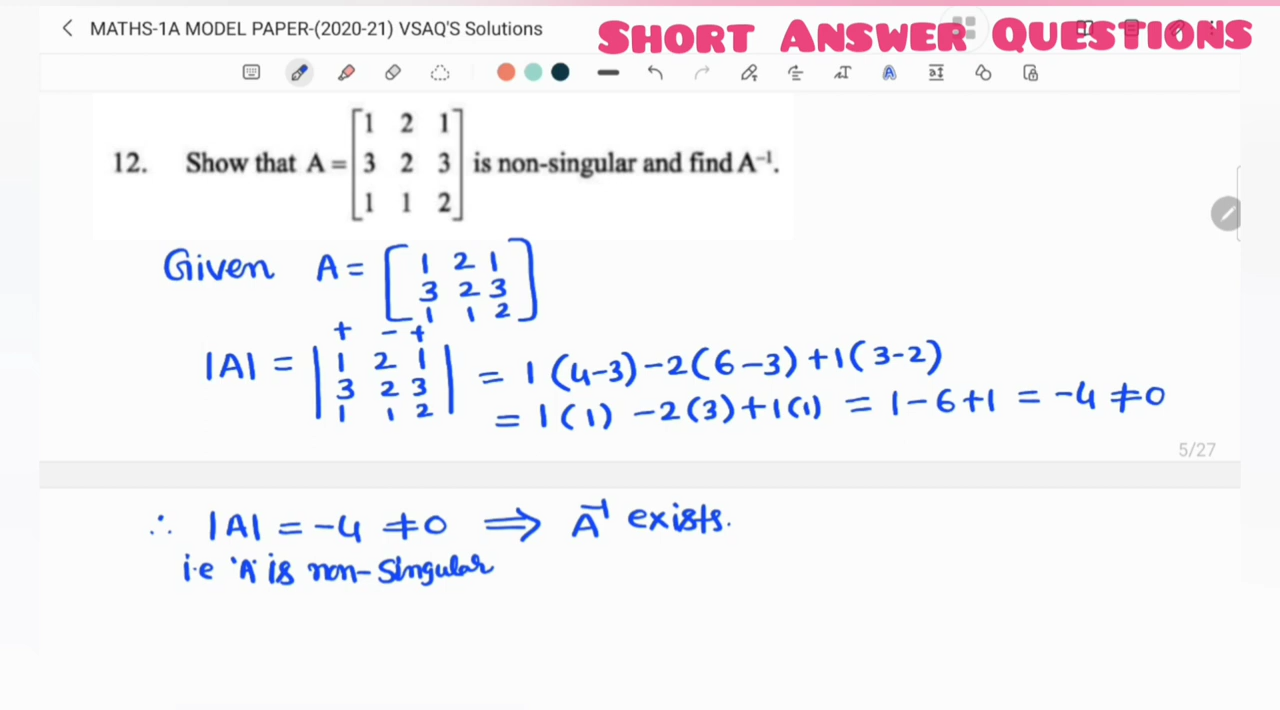 MATHS-1A MODEL PAPER-(2020-21) VSAQ'S Solutions
SHORT ANSWER QUESTIONS
12. Show that A = [1 2 1 is non-singular and find A⁻¹.
3 2 3
1 1 2]
Given A = [1 2 1
3 2 3
1 1 2]
+ - +
|A| = |1 2 1
3 2 3
1 1 2| = 1 (4-3) -2(6-3) +1(3-2)
= 1(1) -2(3)+1(1) = 1-6+1 = -4 ≠0
5/27
∴ |A| = -4 ≠0 ⟹ A⁻¹ exists.
i.e 'A' is non-Singular